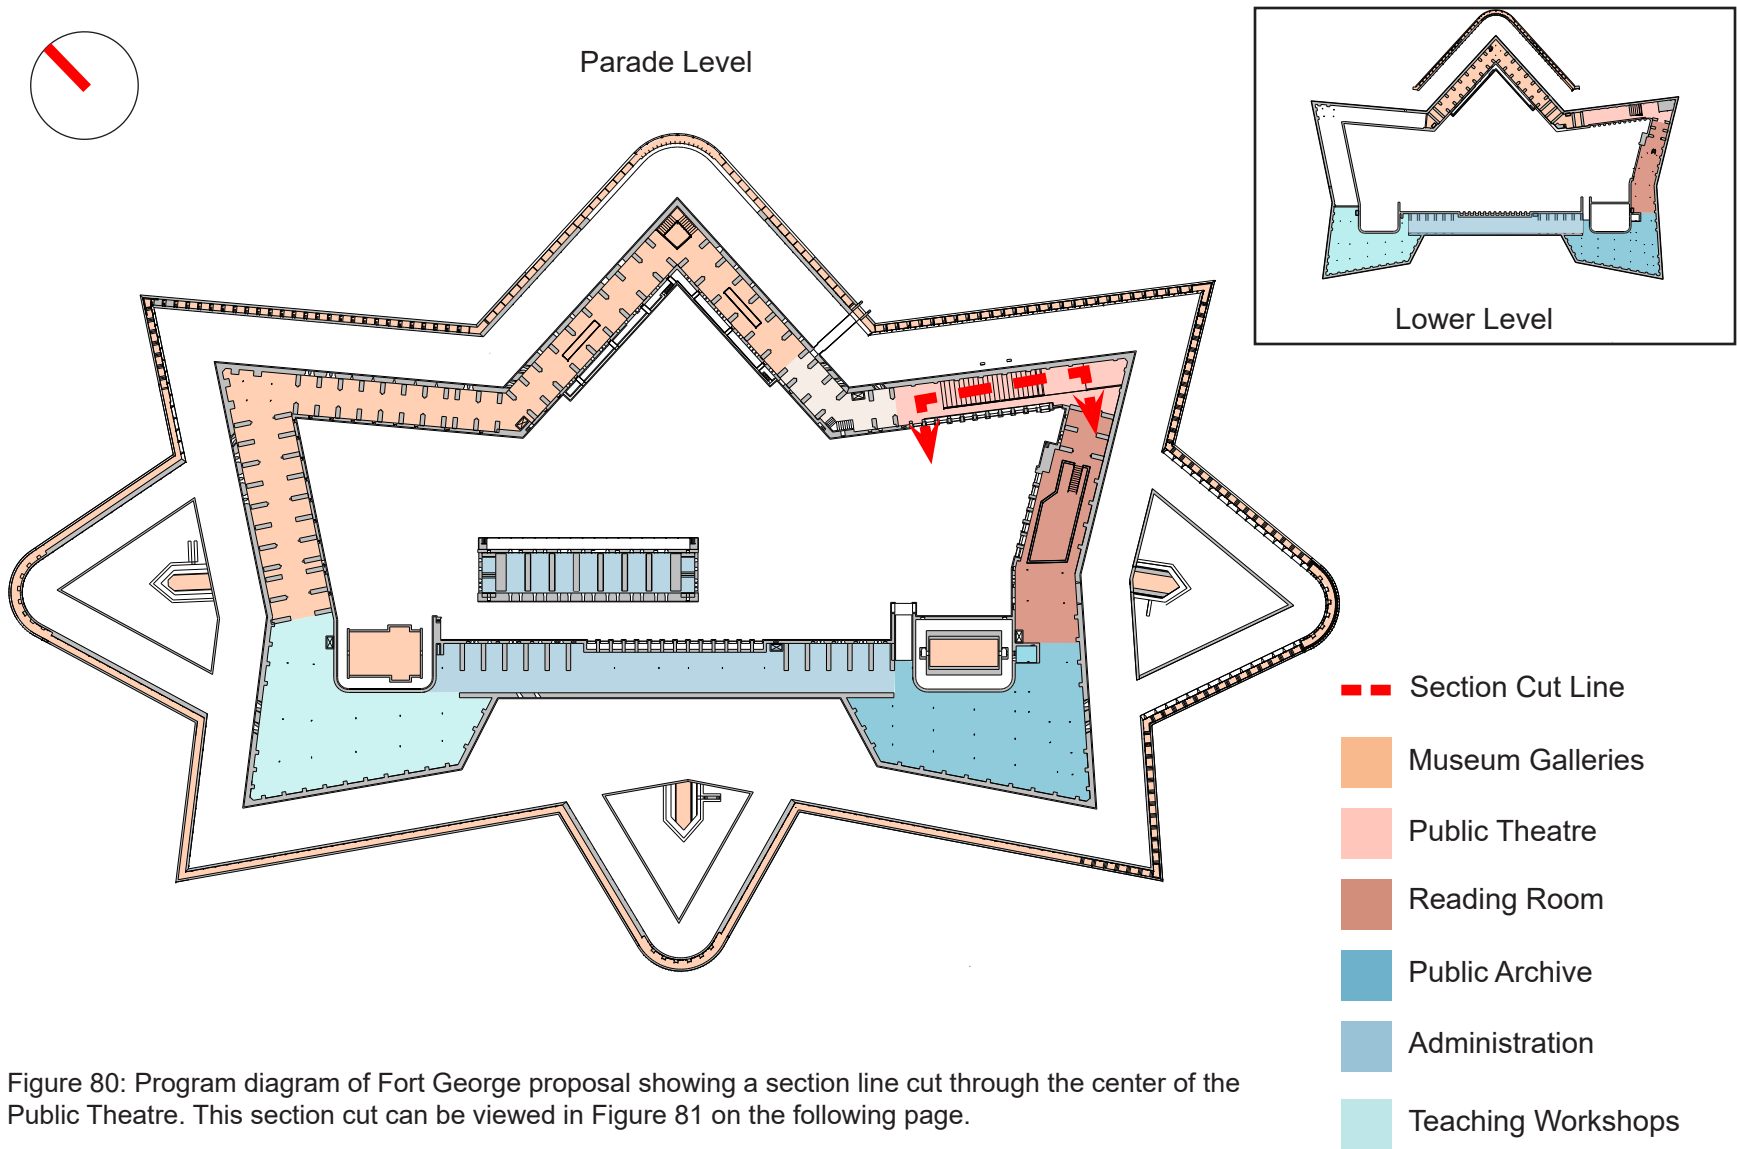 Parade Level
Lower Level
Section Cut Line
Museum Galleries
Public Theatre
Reading Room
Public Archive
Administration
Teaching Workshops
Figure 80: Program diagram of Fort George proposal showing a section line cut through the center of the
Public Theatre. This section cut can be viewed in Figure 81 on the following page.